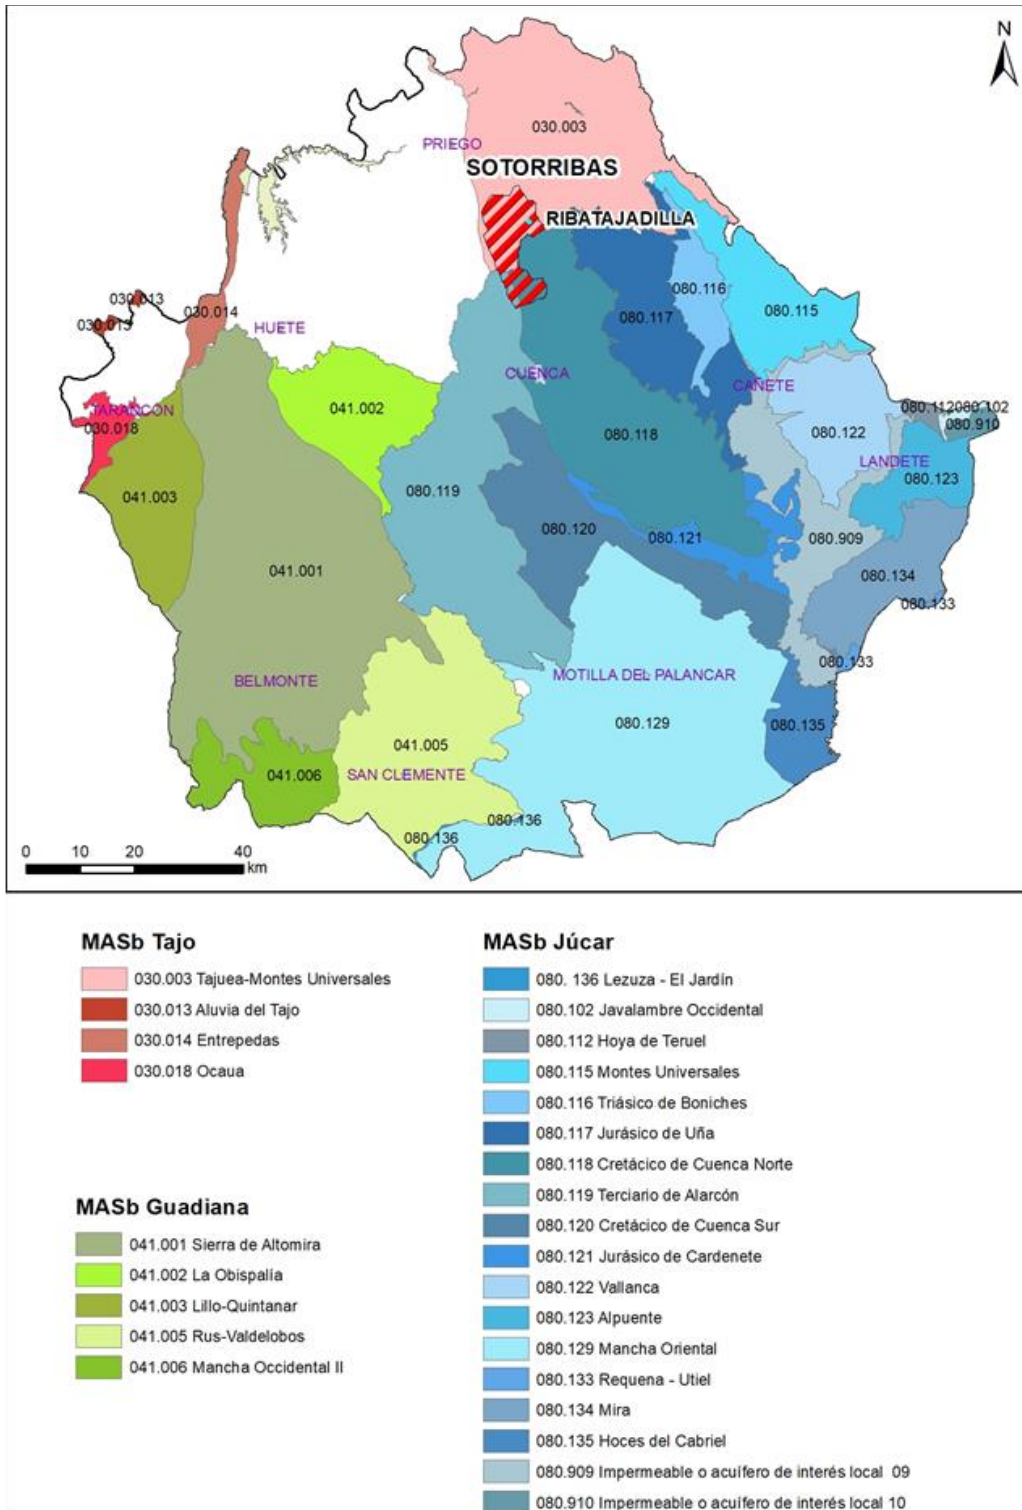 N
030.003
PRIEGO
SOTORRIBAS
RIBATAJADILLA
080.116
030.013
030.014
080.115
030.013
080.117
HUETE
CUENCA
CAÑETE
TARANCÓN
041.002
080.112
080.102
030.018
080.910
080.118
080.122
LANDETE
041.003
080.119
080.123
080.120
080.121
080.909
041.001
080.134
080.133
080.133
BELMONTE
MOTILLA DEL PALANCAR
080.129
080.135
041.005
041.006
SAN CLEMENTE
080.136
080.136
0 10 20 40
km
MASb Tajo
030.003 Tajuea-Montes Universales
030.013 Aluvia del Tajo
030.014 Entrepedas
030.018 Ocaua
MASb Guadiana
041.001 Sierra de Altomira
041.002 La Obispalía
041.003 Lillo-Quintanar
041.005 Rus-Valdelobos
041.006 Mancha Occidental II
MASb Júcar
080. 136 Lezuza - El Jardín
080.102 Javalambre Occidental
080.112 Hoya de Teruel
080.115 Montes Universales
080.116 Triásico de Boniches
080.117 Jurásico de Uña
080.118 Cretácico de Cuenca Norte
080.119 Terciario de Alarcón
080.120 Cretácico de Cuenca Sur
080.121 Jurásico de Cardenete
080.122 Vallanca
080.123 Alpuente
080.129 Mancha Oriental
080.133 Requena - Utiel
080.134 Mira
080.135 Hoces del Cabriel
080.909 Impermeable o acuífero de interés local 09
080.910 Impermeable o acuífero de interés local 10